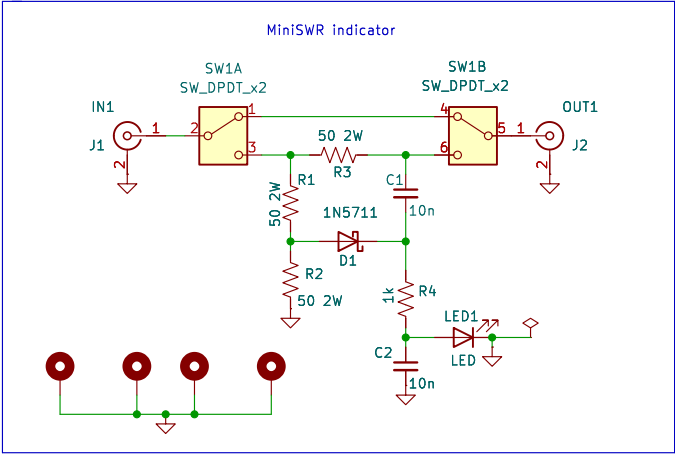 MiniSWR indicator
SW1A
SW_DPDT_x2
SW1B
SW_DPDT_x2
IN1
J1
1
2
2
1
3
4
6
5
1
2
OUT1
J2
50 2W
R3
R1
50 2W
C1
10n
1N5711
D1
R2
50 2W
1k
R4
LED1
LED
C2
10n